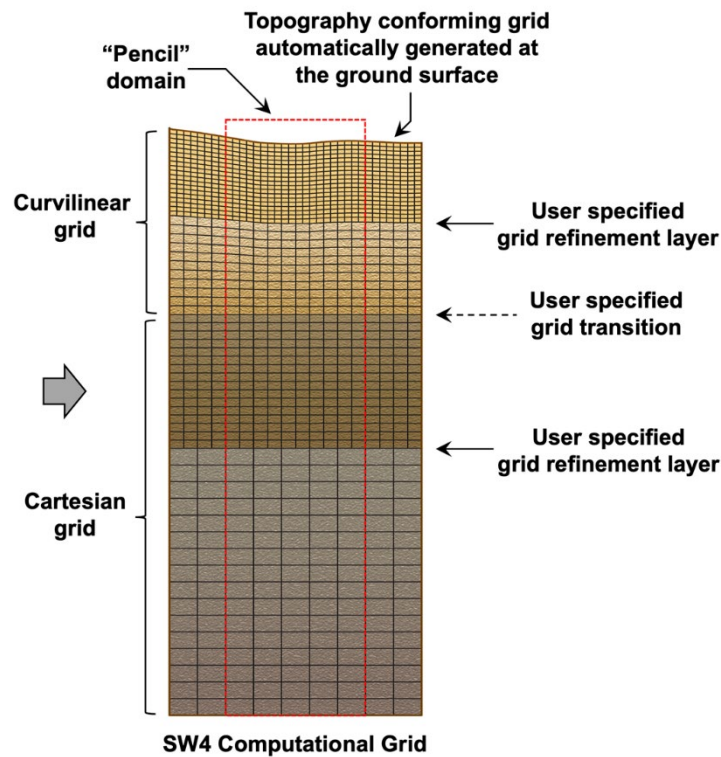 Topography conforming grid
automatically generated at
the ground surface
“Pencil”
domain
Curvilinear
grid
User specified
grid refinement layer
User specified
grid transition
User specified
grid refinement layer
Cartesian
grid
SW4 Computational Grid